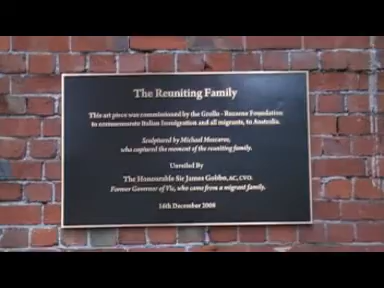 The Reuniting Family
This art piece was commissioned by the Grollo - Ruzzene Foundation
to commemorate Italian Immigration and all migrants, to Australia.
Sculptured by Michael Meszaros,
who captured the moment of the reuniting family.
Unveiled By
The Honourable Sir James Gobbo, AC, CVO.
Former Governor of Vic, who came from a migrant family.
16th December 2008